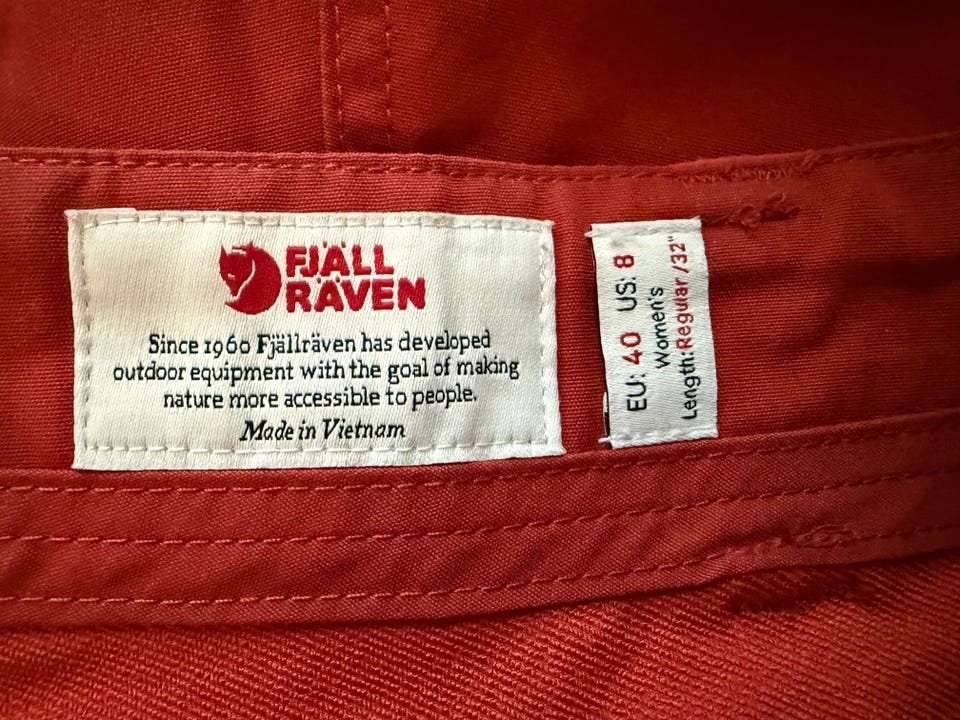 FJÄLL
RÄVEN
Since 1960 Fjällräven has developed
outdoor equipment with the goal of making
nature more accessible to people.
Made in Vietnam
EU: 40 US: 8
Women's
Length: Regular /32"